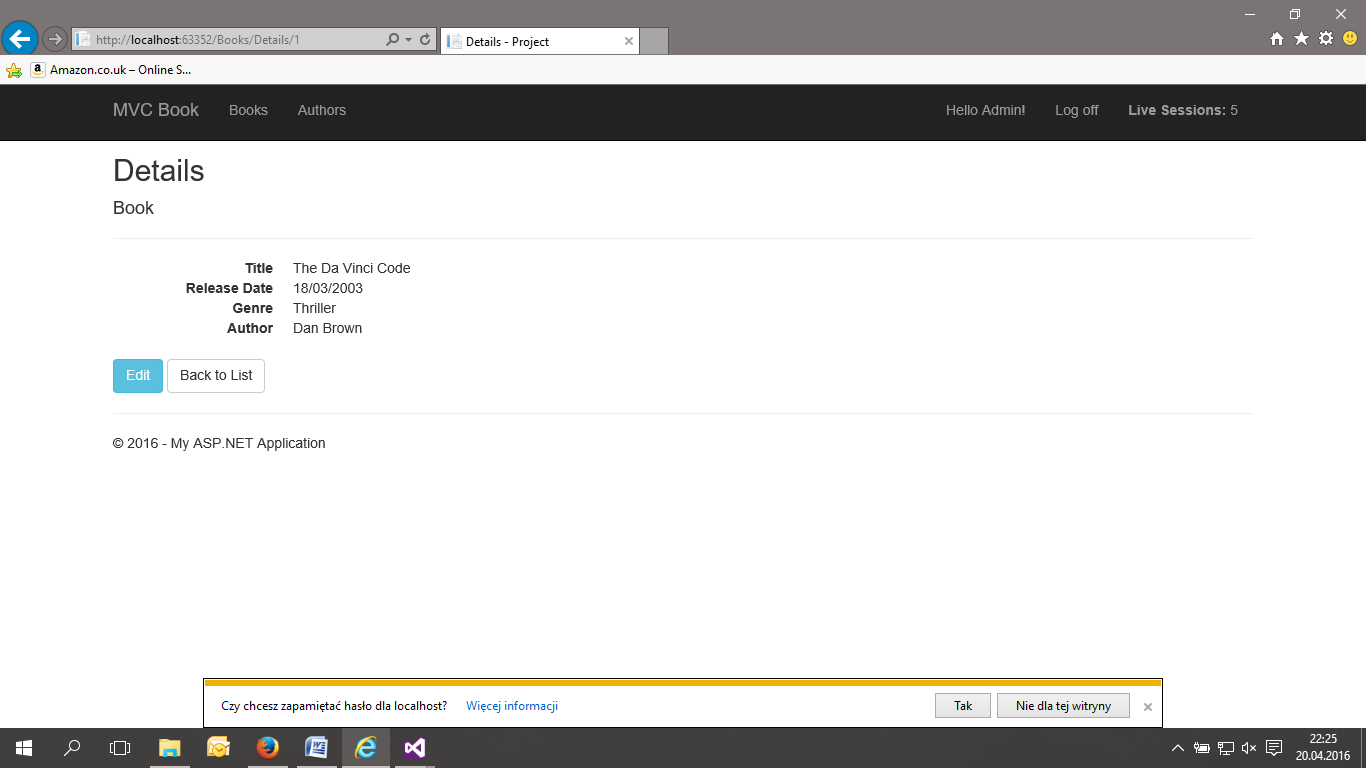 http://localhost:63352/Books/Details/1
Details - Project
Amazon.co.uk – Online S...
MVC Book Books Authors Hello Admin! Log off Live Sessions: 5
Details
Book
Title The Da Vinci Code
Release Date 18/03/2003
Genre Thriller
Author Dan Brown
Edit Back to List
© 2016 - My ASP.NET Application
Czy chcesz zapamiętać hasło dla localhost? Więcej informacji Tak Nie dla tej witryny
22:25
20.04.2016